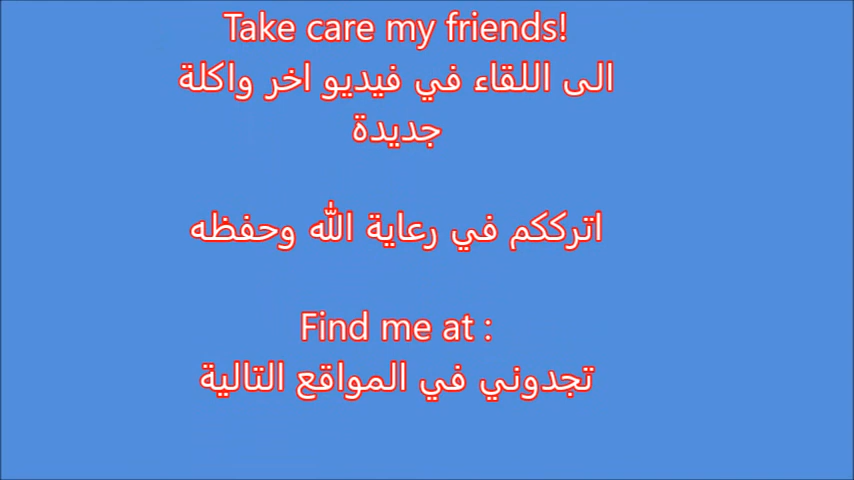 Take care my friends!
الى اللقاء في فيديو اخر واكلة
جديدة
اترككم في رعاية الله وحفظه
Find me at :
تجدوني في المواقع التالية